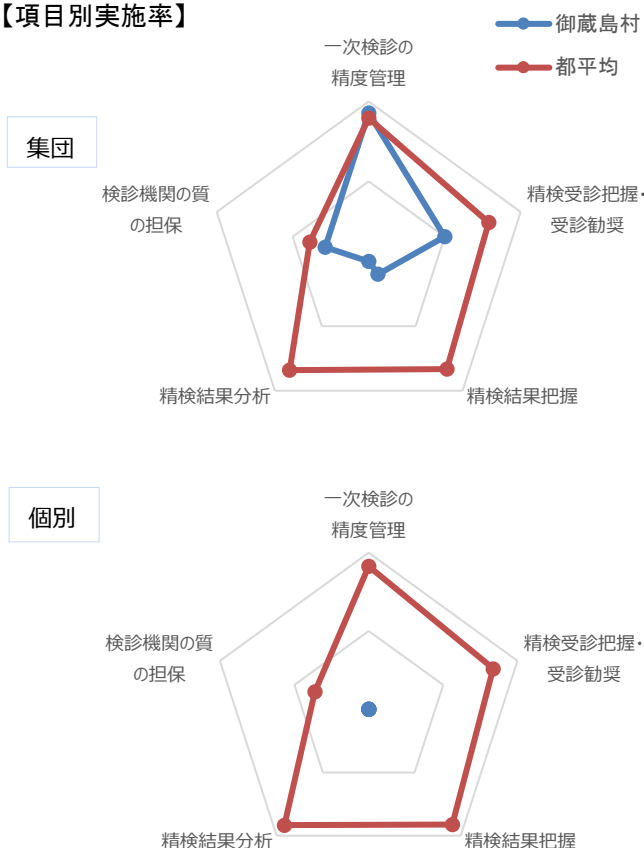 【項目別実施率】
御蔵島村
都平均
集団
一次検診の
精度管理
精検受診把握・
受診勧奨
精検結果把握
精検結果分析
検診機関の質
の担保
個別
一次検診の
精度管理
精検受診把握・
受診勧奨
精検結果把握
精検結果分析
検診機関の質
の担保